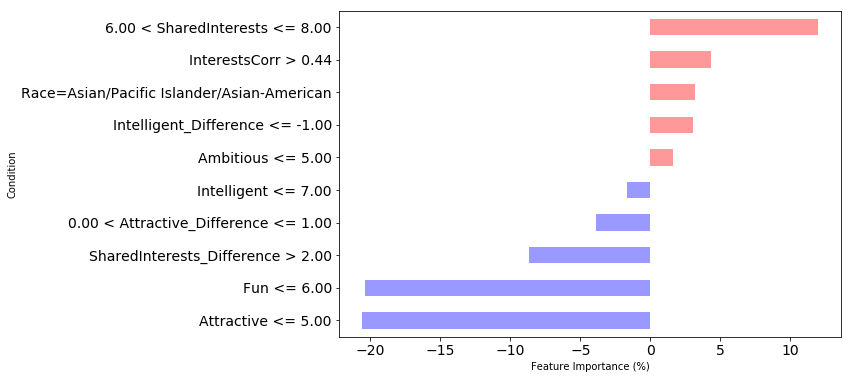 6.00 < SharedInterests <= 8.00
InterestsCorr > 0.44
Race=Asian/Pacific Islander/Asian-American
Intelligent_Difference <= -1.00
Ambitious <= 5.00
Intelligent <= 7.00
0.00 < Attractive_Difference <= 1.00
SharedInterests_Difference > 2.00
Fun <= 6.00
Attractive <= 5.00
Condition
−20 −15 −10 −5 0 5 10
Feature Importance (%)